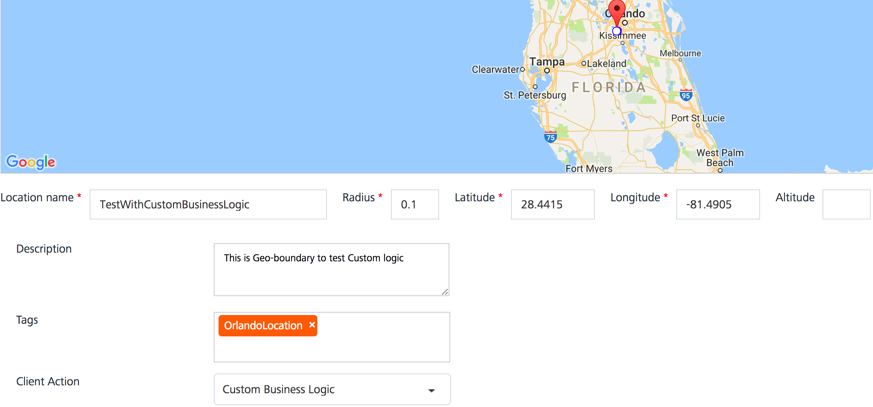 Orlando
Kissimmee
Melbourne
Tampa
Lakeland
Clearwater
FLORIDA
St. Petersburg
95
Port St Lucie
75
West Palm
Beach
Google
Fort Myers
Location name * TestWithCustomBusinessLogic Radius * 0.1 Latitude * 28.4415 Longitude * -81.4905 Altitude
Description
This is Geo-boundary to test Custom logic
Tags
OrlandoLocation ×
Client Action
Custom Business Logic